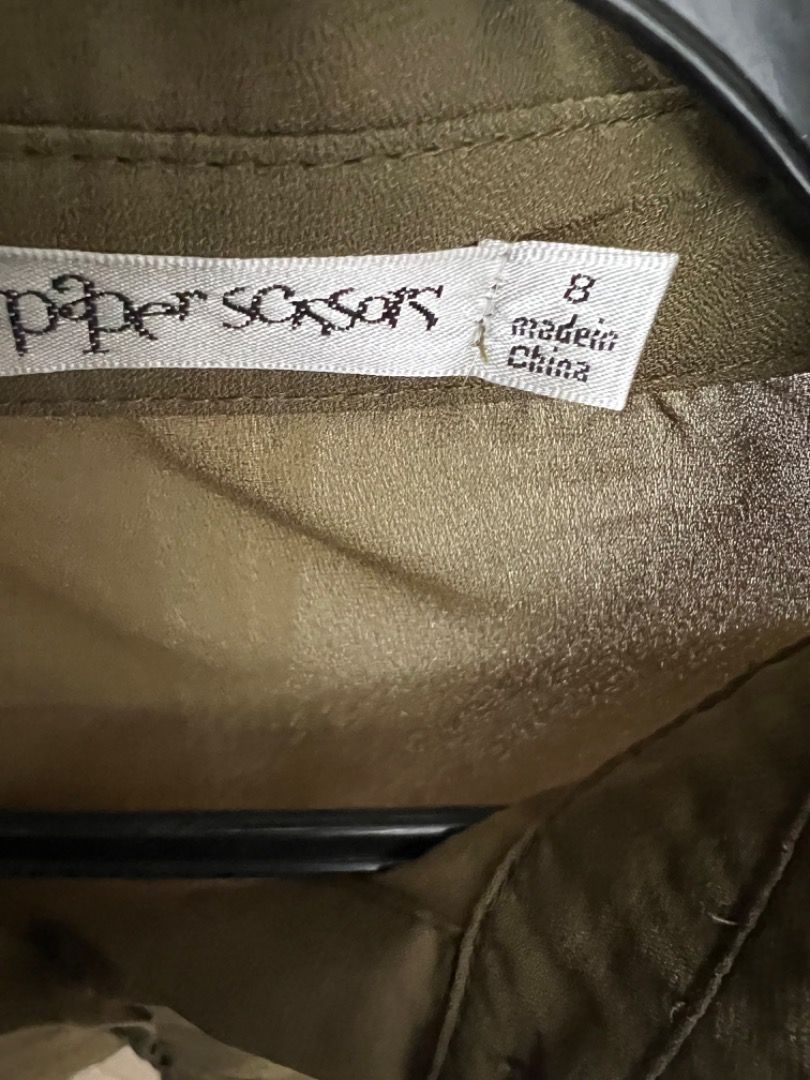 paper scissors
8
made in
China